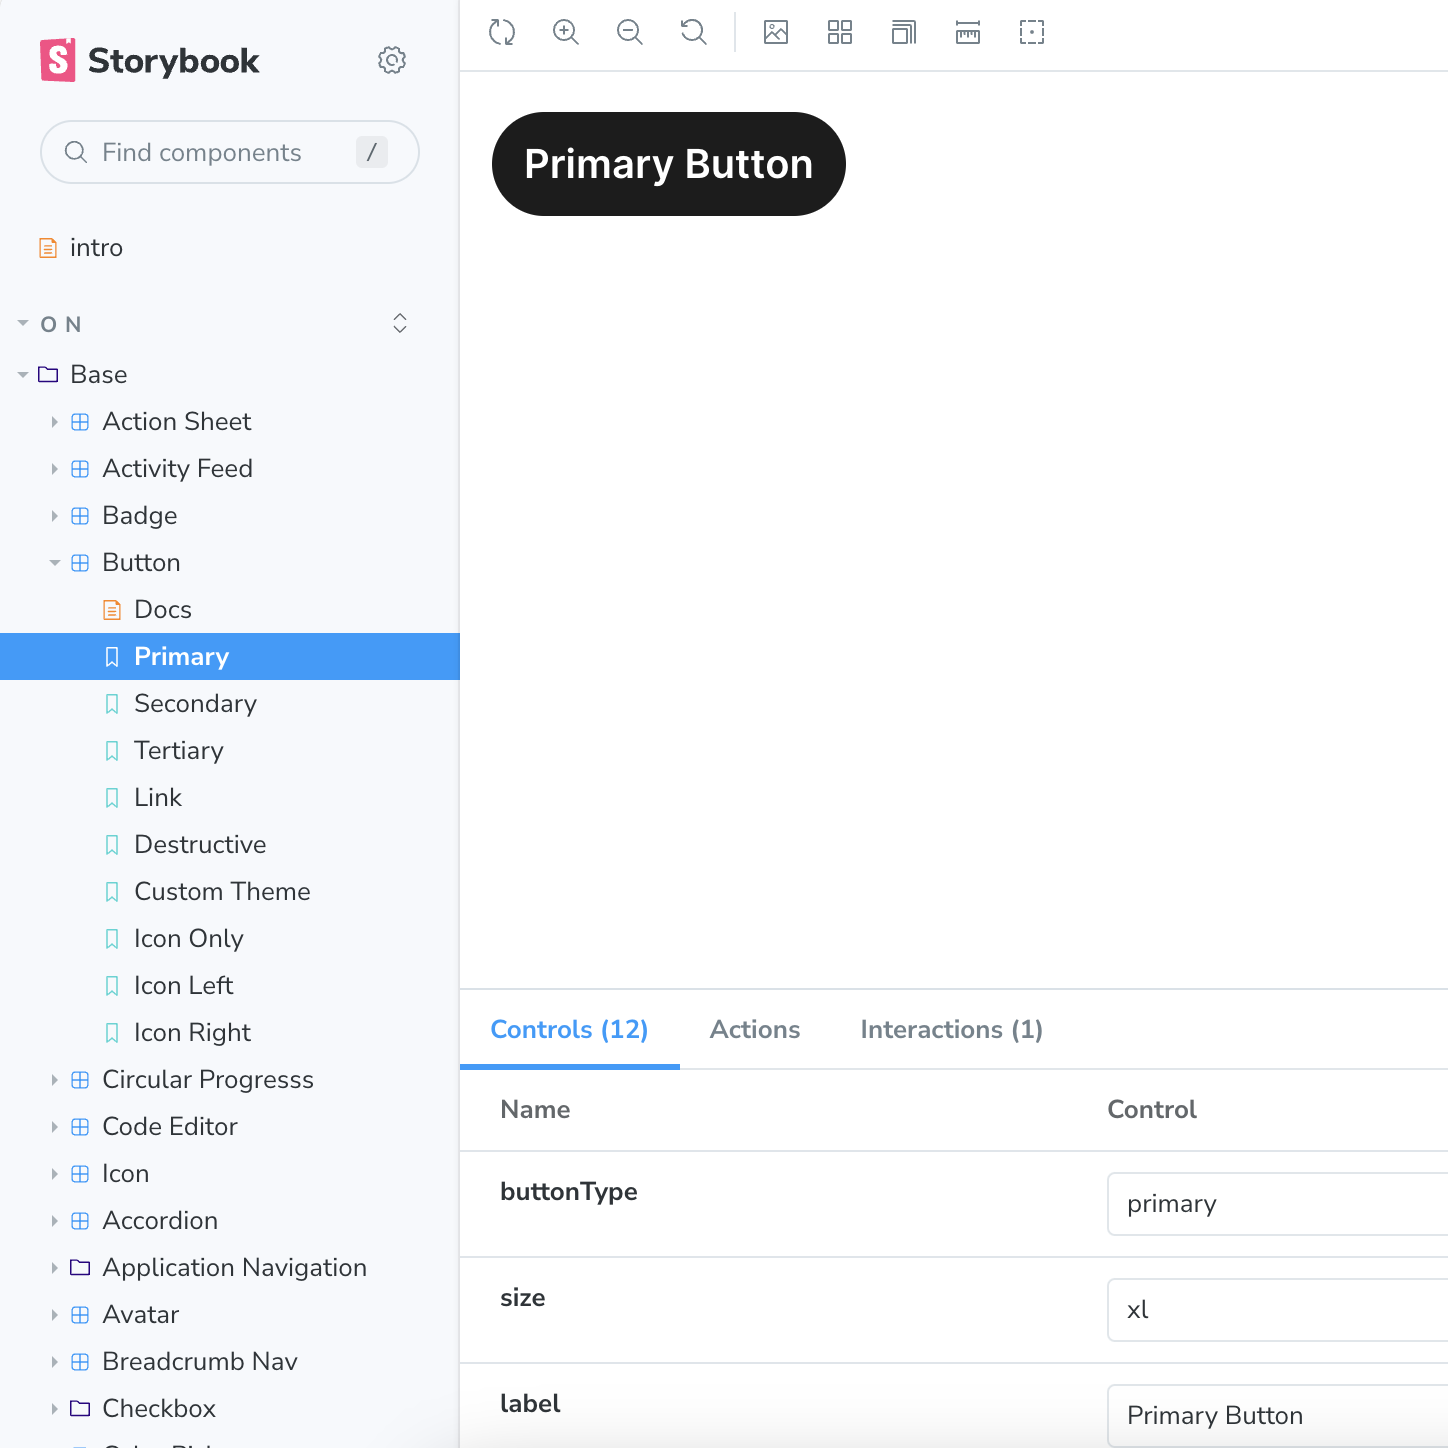 Storybook
Find components
/
intro
O N
Base
Action Sheet
Activity Feed
Badge
Button
Docs
Primary
Secondary
Tertiary
Link
Destructive
Custom Theme
Icon Only
Icon Left
Icon Right
Circular Progresss
Code Editor
Icon
Accordion
Application Navigation
Avatar
Breadcrumb Nav
Checkbox
Primary Button
Controls (12)
Actions
Interactions (1)
Name
Control
buttonType
primary
size
xl
label
Primary Button